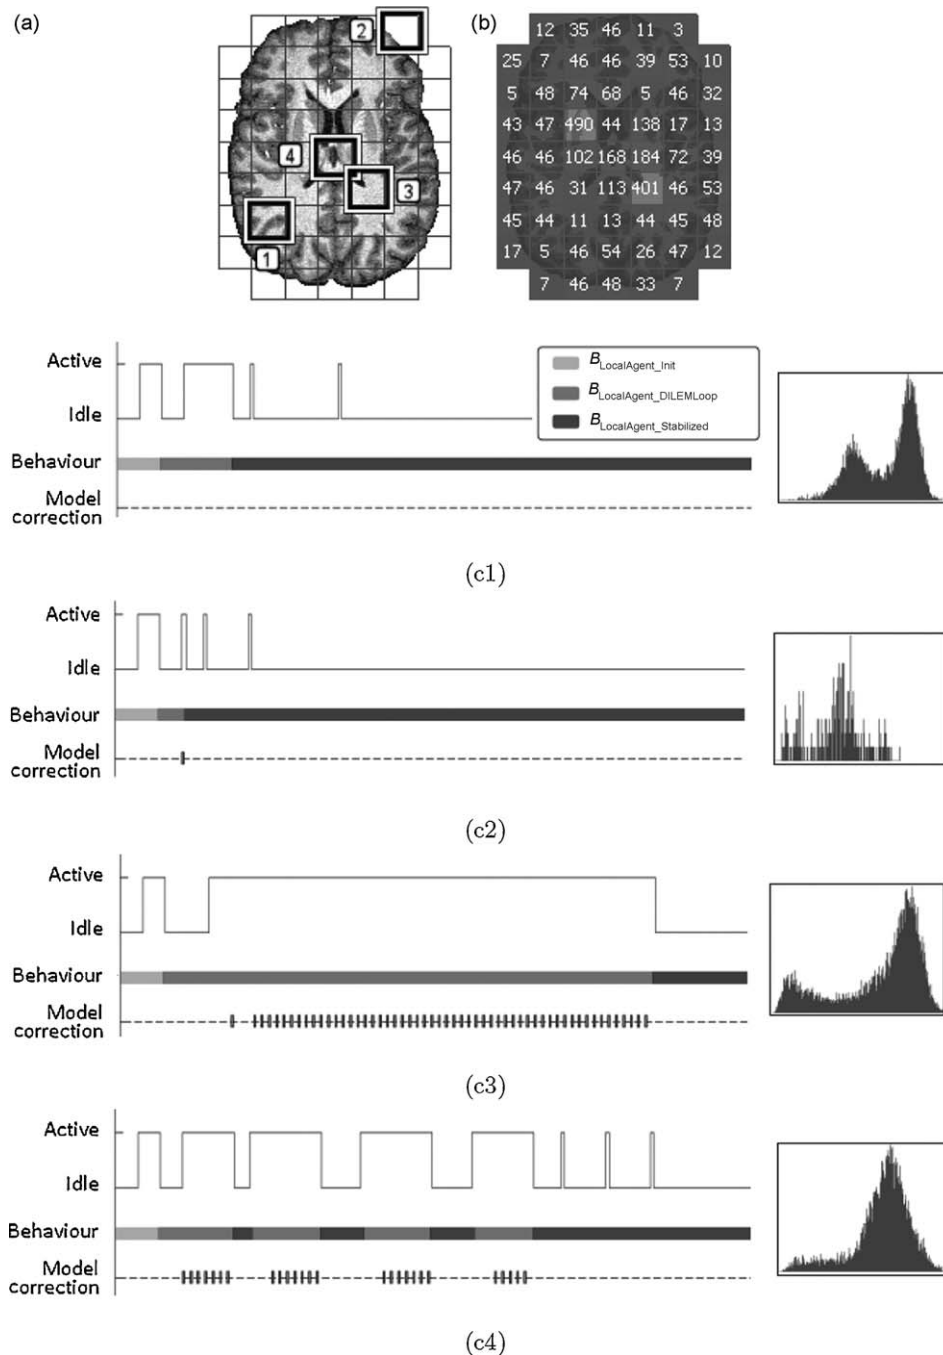 (a)
2
4
3
1
(b)
12 35 46 11 3
25 7 46 46 39 53 10
5 48 74 68 5 46 32
43 47 490 44 138 17 13
46 46 102 168 184 72 39
47 46 31 113 401 46 53
45 44 11 13 44 45 48
17 5 46 54 26 47 12
7 46 48 33 7
Active
Idle
Behaviour
Model
correction
B LocalAgent_Init
B LocalAgent_DILEMLoop
B LocalAgent_Stabilized
(c1)
Active
Idle
Behaviour
Model
correction
(c2)
Active
Idle
Behaviour
Model
correction
(c3)
Active
Idle
Behaviour
Model
correction
(c4)